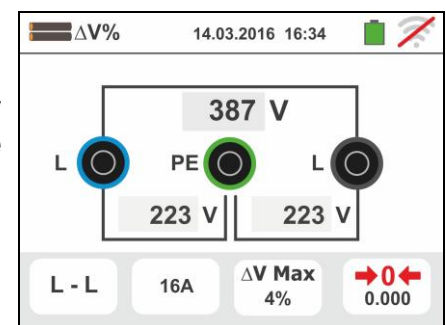 ΔV% 14.03.2016 16:34
387 V
L PE L
223 V 223 V
L - L 16A ΔV Max 4% →0← 0.000